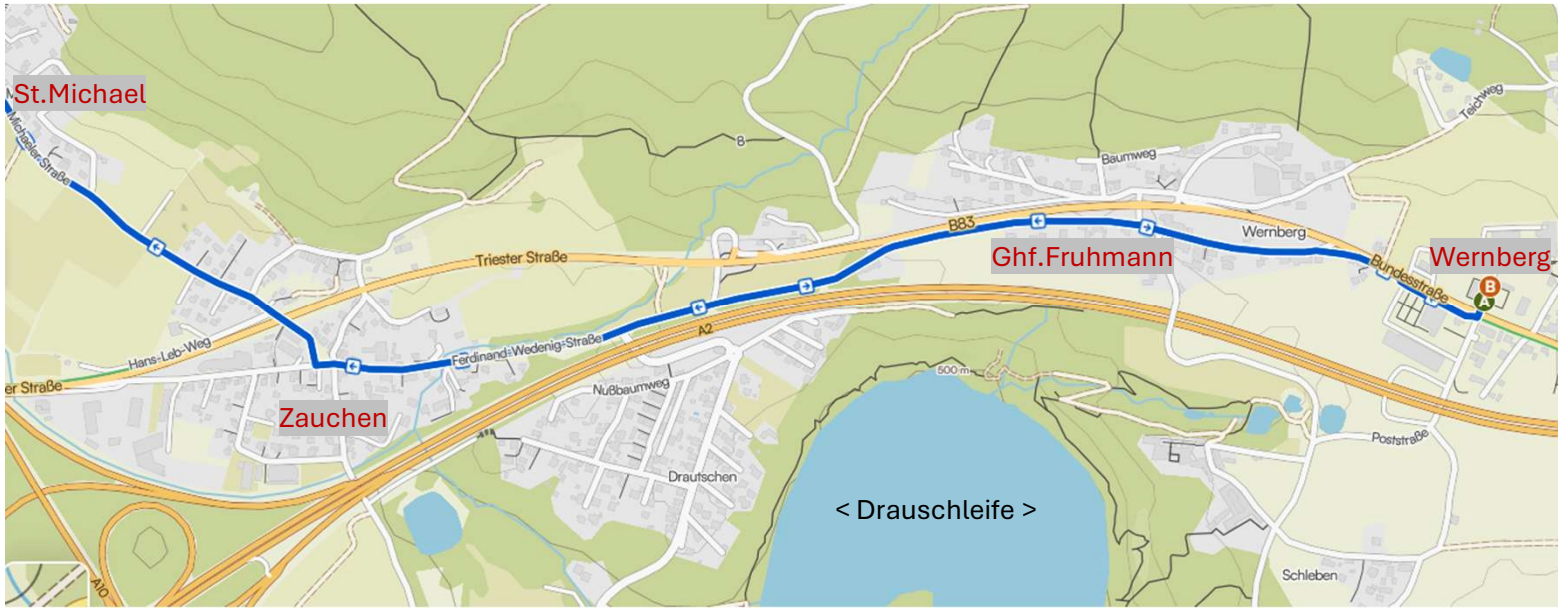 St.Michael
Michaeler-Straße
Teichweg
8
Baumweg
B83
Wernberg
Triester Straße
Ghf.Fruhmann
Wernberg
Bundesstraße
B
A
A2
Ferdinand-Wedenig-Straße
Hans-Leb-Weg
er Straße
500 m
Nußbaumweg
Zauchen
Poststraße
Drautschen
< Drauschleife >
Schleben
A10